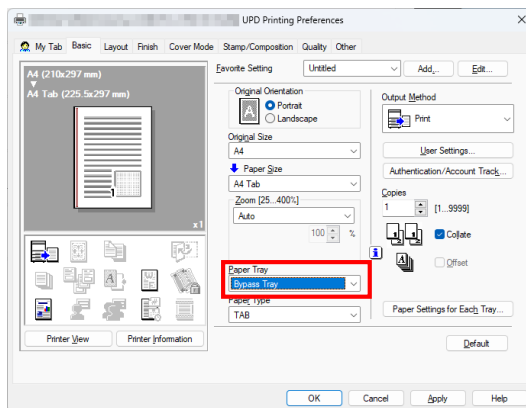 UPD Printing Preferences
My Tab Basic Layout Finish Cover Mode Stamp/Composition Quality Other
A4 (210x297 mm)
A4 Tab (225.5x297 mm)
1
x1
Printer View Printer Information
Favorite Setting Untitled Add... Edit...
Original Orientation
A
Portrait
Landscape
Original Size
A4
Paper Size
A4 Tab
Zoom [25...400%]
Auto
100 %
Paper Tray
Bypass Tray
Paper Type
TAB
Output Method
Print
User Settings...
Authentication/Account Track...
Copies
1 [1...9999]
Collate
Offset
Paper Settings for Each Tray...
Default
OK Cancel Apply Help